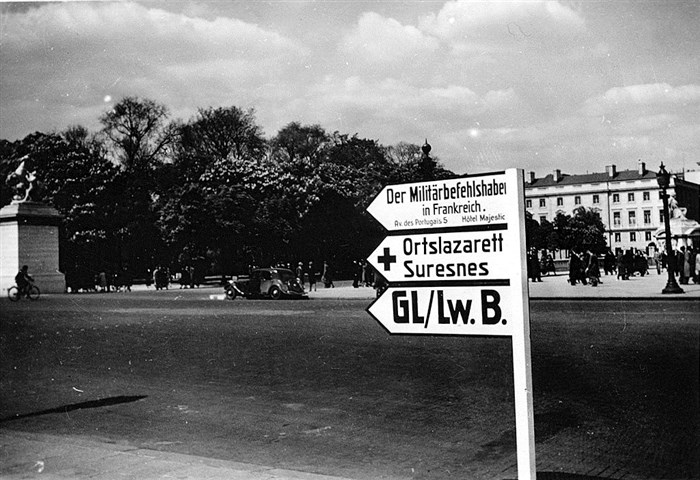 Der Militärbefehlshaber
in Frankreich.
Av. des Portugais 5 Hôtel Majestic
Ortslazarett
Suresnes
GL/Lw. B.